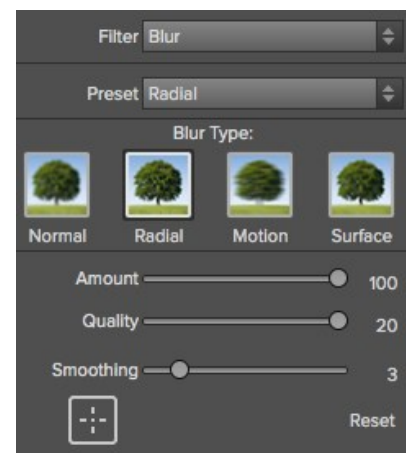 Filter Blur
Preset Radial
Blur Type:
Normal Radial Motion Surface
Amount 100
Quality 20
Smoothing 3
Reset